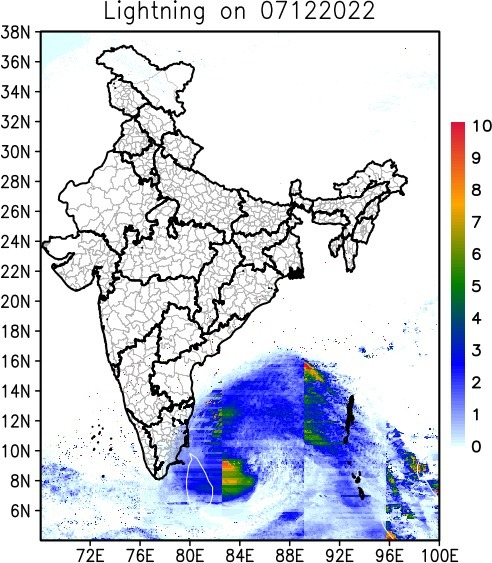 Lightning on 07122022
38N
36N
34N
32N
30N
28N
26N
24N
22N
20N
18N
16N
14N
12N
10N
8N
6N
72E 76E 80E 84E 88E 92E 96E 100E
10
9
8
7
6
5
4
3
2
1
0